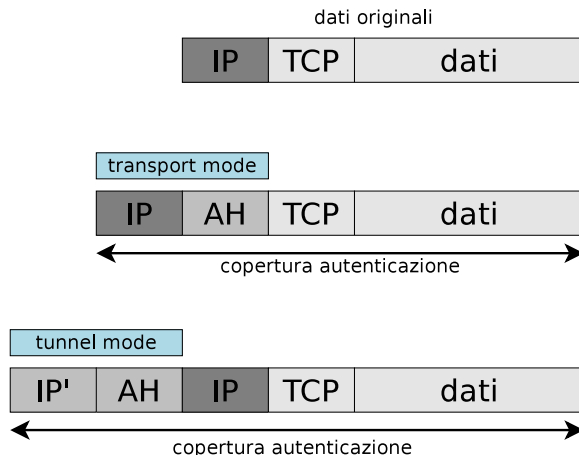 dati originali
IP TCP dati
transport mode
IP AH TCP dati
copertura autenticazione
tunnel mode
IP' AH IP TCP dati
copertura autenticazione